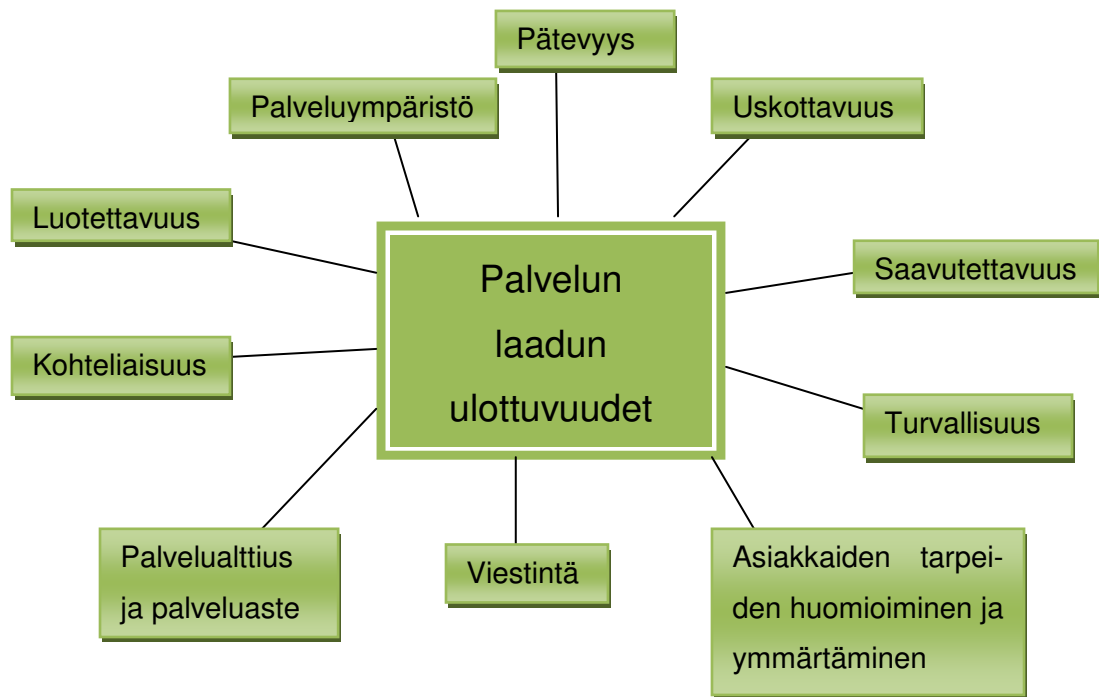 Pätevyys
Palveluympäristö
Uskottavuus
Luotettavuus
Palvelun
laadun
ulottuvuudet
Saavutettavuus
Kohteliaisuus
Turvallisuus
Palvelualttius
ja palveluaste
Viestintä
Asiakkaiden tarpei-
den huomioiminen ja
ymmärtäminen